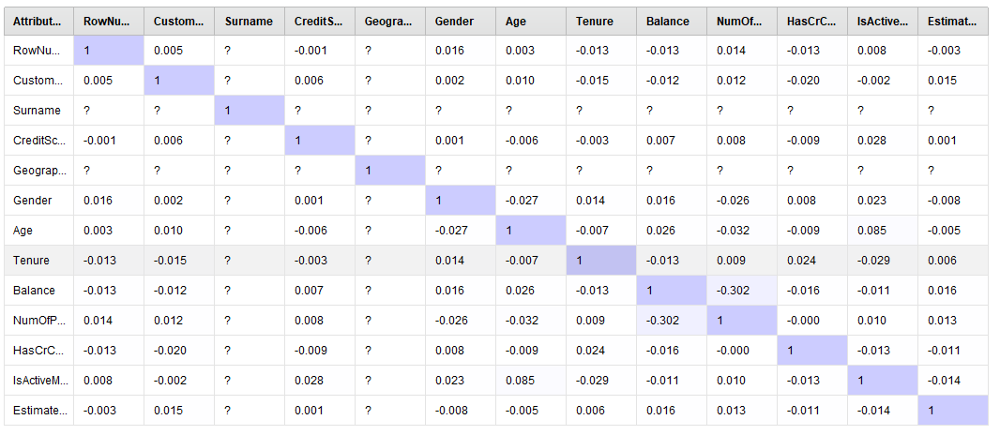 Attribut... RowNu... Custom... Surname CreditS... Geogra... Gender Age Tenure Balance NumOf... HasCrC... IsActive... Estimat...
RowNu... 1 0.005 ? -0.001 ? 0.016 0.003 -0.013 -0.013 0.014 -0.013 0.008 -0.003
Custom... 0.005 1 ? 0.006 ? 0.002 0.010 -0.015 -0.012 0.012 -0.020 -0.002 0.015
Surname ? ? 1 ? ? ? ? ? ? ? ? ? ?
CreditSc... -0.001 0.006 ? 1 ? 0.001 -0.006 -0.003 0.007 0.008 -0.009 0.028 0.001
Geograp... ? ? ? ? 1 ? ? ? ? ? ? ? ?
Gender 0.016 0.002 ? 0.001 ? 1 -0.027 0.014 0.016 -0.026 0.008 0.023 -0.008
Age 0.003 0.010 ? -0.006 ? -0.027 1 -0.007 0.026 -0.032 -0.009 0.085 -0.005
Tenure -0.013 -0.015 ? -0.003 ? 0.014 -0.007 1 -0.013 0.009 0.024 -0.029 0.006
Balance -0.013 -0.012 ? 0.007 ? 0.016 0.026 -0.013 1 -0.302 -0.016 -0.011 0.016
NumOfP... 0.014 0.012 ? 0.008 ? -0.026 -0.032 0.009 -0.302 1 -0.000 0.010 0.013
HasCrC... -0.013 -0.020 ? -0.009 ? 0.008 -0.009 0.024 -0.016 -0.000 1 -0.013 -0.011
IsActiveM... 0.008 -0.002 ? 0.028 ? 0.023 0.085 -0.029 -0.011 0.010 -0.013 1 -0.014
Estimate... -0.003 0.015 ? 0.001 ? -0.008 -0.005 0.006 0.016 0.013 -0.011 -0.014 1